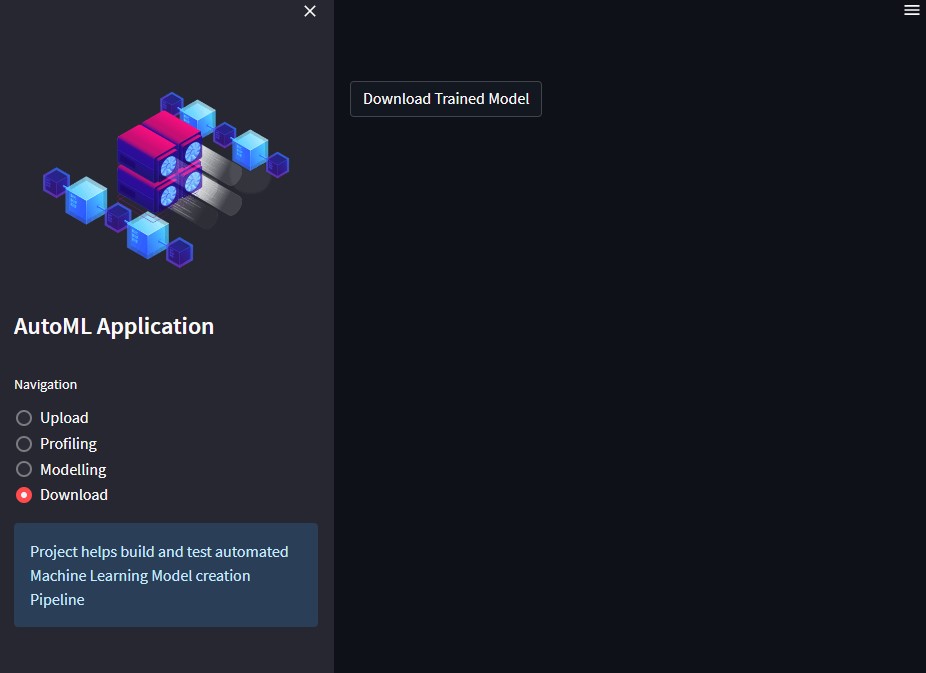 AutoML Application
Navigation
Upload
Profiling
Modelling
Download
Project helps build and test automated
Machine Learning Model creation
Pipeline
Download Trained Model